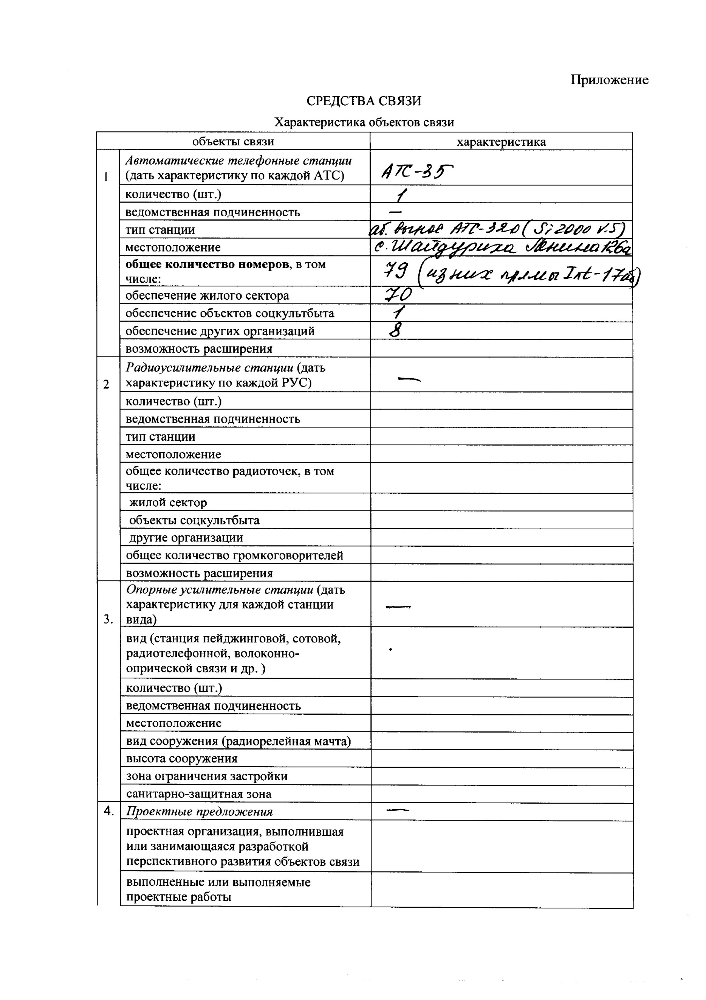 Приложение
СРЕДСТВА СВЯЗИ
Характеристика объектов связи
объекты связи характеристика
Автоматические телефонные станции
1 (дать характеристику по каждой АТС) АТС-35
количество (шт.) 1
ведомственная подчиненность —
тип станции аб. вынос АТС-320 (Si 2000 V.5)
местоположение с. Шайдуриха Ленина 126а
общее количество номеров, в том
числе: 79 (из них Int-17аб)
обеспечение жилого сектора 70
обеспечение объектов соцкультбыта 1
обеспечение других организаций 8
возможность расширения
Радиоусилительные станции (дать
2 характеристику по каждой РУС) —
количество (шт.)
ведомственная подчиненность
тип станции
местоположение
общее количество радиоточек, в том
числе:
жилой сектор
объекты соцкультбыта
другие организации
общее количество громкоговорителей
возможность расширения
Опорные усилительные станции (дать
характеристику для каждой станции —
3. вида)
вид (станция пейджинговой, сотовой,
радиотелефонной, волоконно-
опрической связи и др. )
количество (шт.)
ведомственная подчиненность
местоположение
вид сооружения (радиорелейная мачта)
высота сооружения
зона ограничения застройки
санитарно-защитная зона
4. Проектные предложения —
проектная организация, выполнившая
или занимающаяся разработкой
перспективного развития объектов связи
выполненные или выполняемые
проектные работы